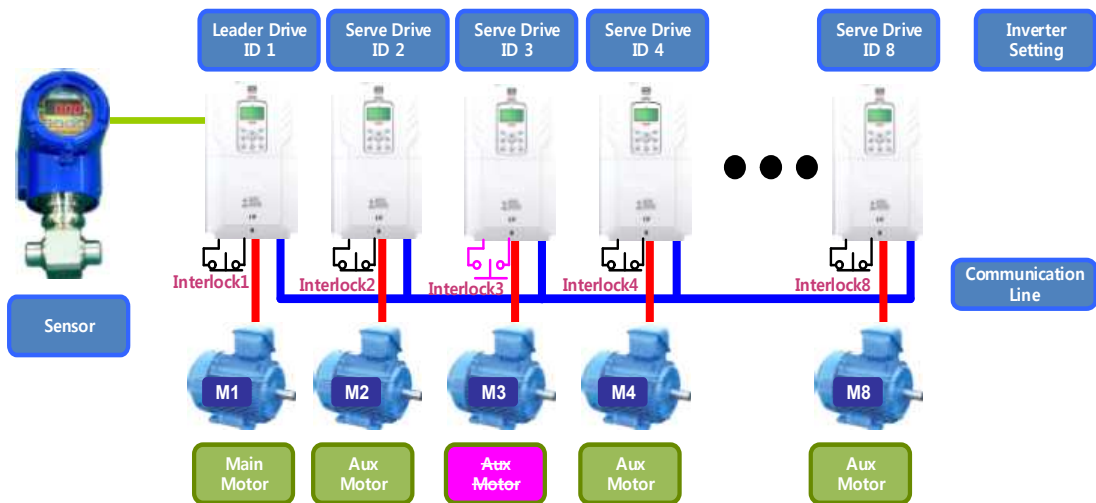 Leader Drive
ID 1
Serve Drive
ID 2
Serve Drive
ID 3
Serve Drive
ID 4
Serve Drive
ID 8
Inverter
Setting
Interlock1
Interlock2
Interlock3
Interlock4
Interlock8
Communication
Line
Sensor
M1
M2
M3
M4
M8
Main
Motor
Aux
Motor
Aux
Motor
Aux
Motor
Aux
Motor